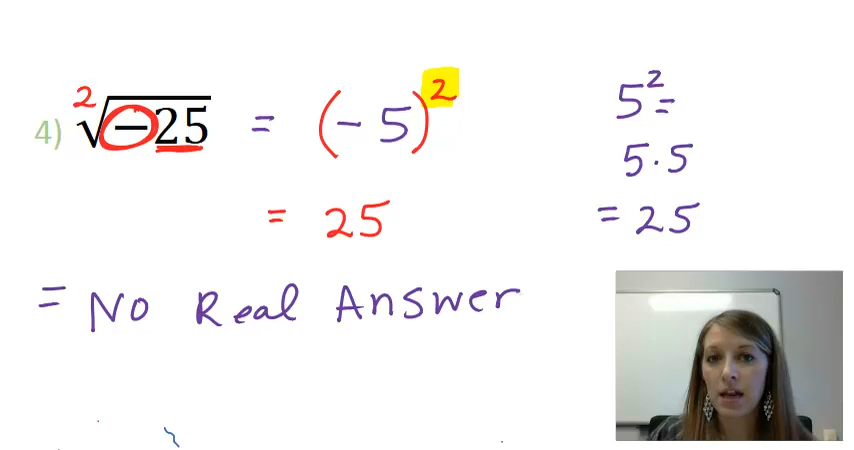 4) ²√-25 = (-5)²
= 25
= No Real Answer
5² =
5·5
= 25